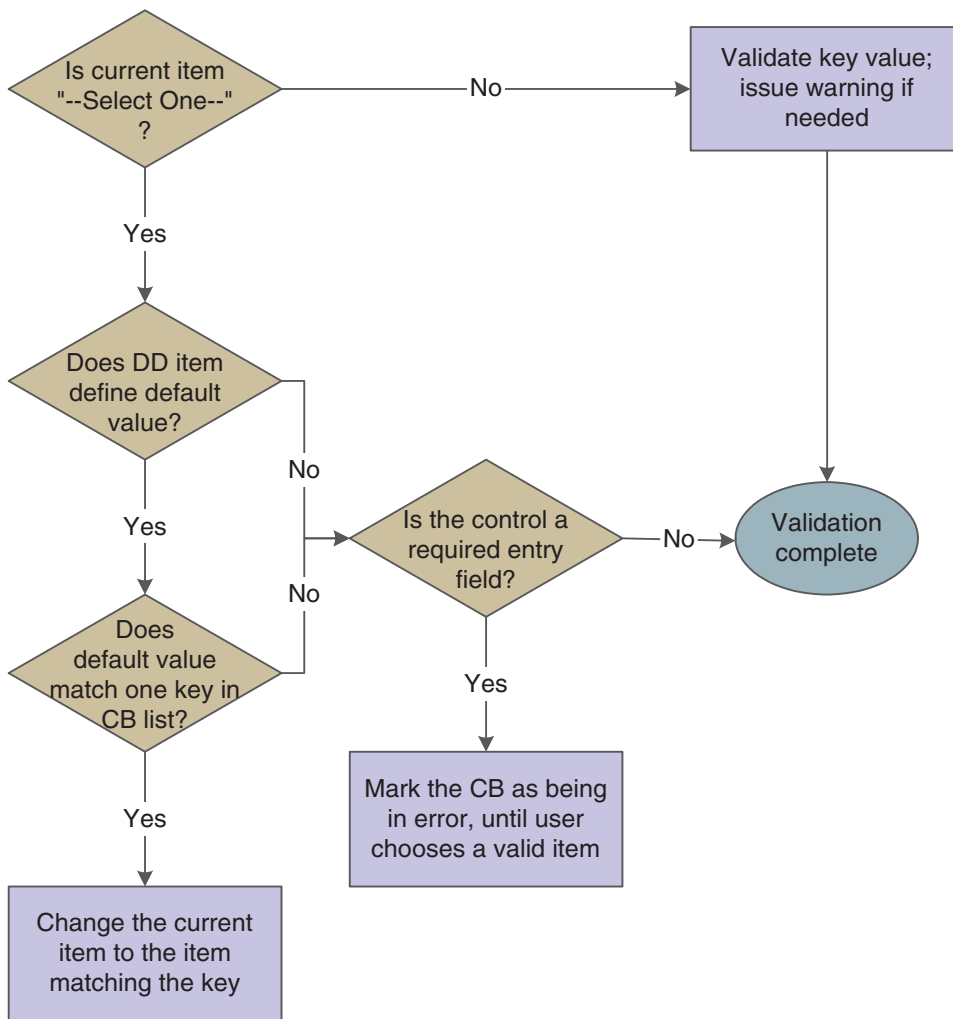 Is current item
"--Select One--"
?
No
Validate key value;
issue warning if
needed
Yes
Does DD item
define default
value?
No
Yes
Is the control a
required entry
field?
No
Validation
complete
No
Does
default value
match one key in
CB list?
Yes
Mark the CB as being
in error, until user
chooses a valid item
Yes
Change the current
item to the item
matching the key